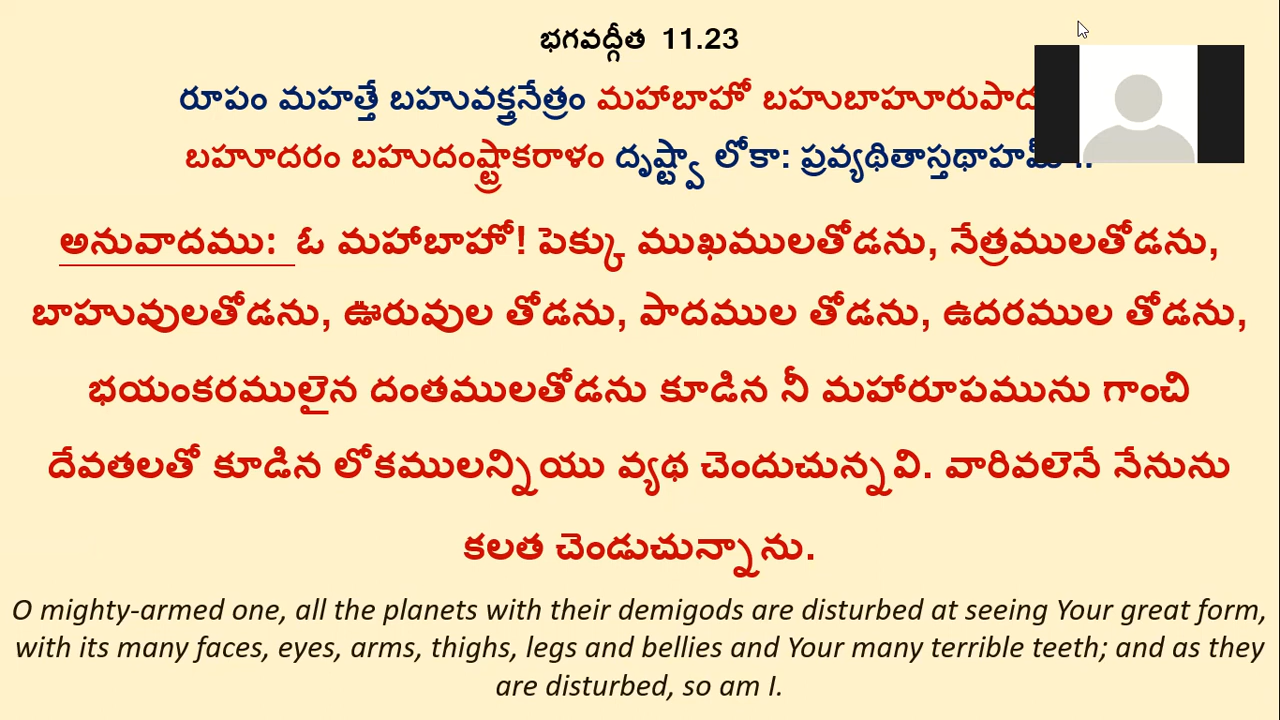 భగవద్గీత 11.23
రూపం మహత్తే బహువక్త్రనేత్రం మహాబాహో
బహూదరం బహుదంష్ట్రాకరాళం దృష్ట్వా లోకా: ప్రవ్యథితాస్తథాహమ్ ॥
అనువాదము: ఓ మహాబాహో! పెక్కు ముఖములతోడను, నేత్రములతోడను,
బాహువులతోడను, ఊరువుల తోడను, పాదముల తోడను, ఉదరముల తోడను,
భయంకరములైన దంతములతోడను కూడిన నీ మహారూపమును గాంచి
దేవతలతో కూడిన లోకములన్నియు వ్యథ చెందుచున్నవి. వారివలెనే నేనును
కలత చెండుచున్నాను.
O mighty-armed one, all the planets with their demigods are disturbed at seeing Your great form,
with its many faces, eyes, arms, thighs, legs and bellies and Your many terrible teeth; and as they
are disturbed, so am I.